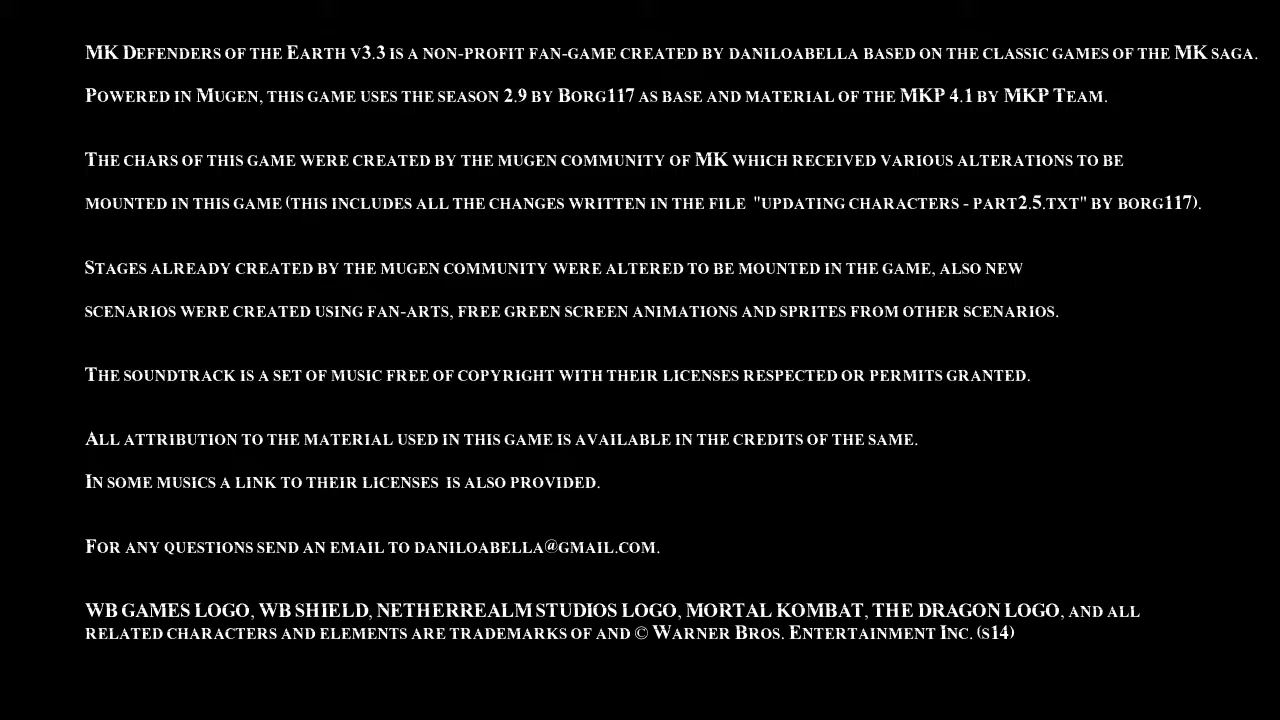 MK Defenders of the Earth v3.3 is a non-profit fan-game created by daniloabella based on the classic games of the MK saga.
Powered in Mugen, this game uses the season 2.9 by Borg117 as base and material of the MKP 4.1 by MKP Team.
The chars of this game were created by the mugen community of MK which received various alterations to be
mounted in this game (this includes all the changes written in the file "updating characters - part2.5.txt" by borg117).
Stages already created by the mugen community were altered to be mounted in the game, also new
scenarios were created using fan-arts, free green screen animations and sprites from other scenarios.
The soundtrack is a set of music free of copyright with their licenses respected or permits granted.
All attribution to the material used in this game is available in the credits of the same.
In some musics a link to their licenses is also provided.
For any questions send an email to daniloabella@gmail.com.
WB GAMES LOGO, WB SHIELD, NETHERREALM STUDIOS LOGO, MORTAL KOMBAT, THE DRAGON LOGO, and all
related characters and elements are trademarks of and © Warner Bros. Entertainment Inc. (s14)